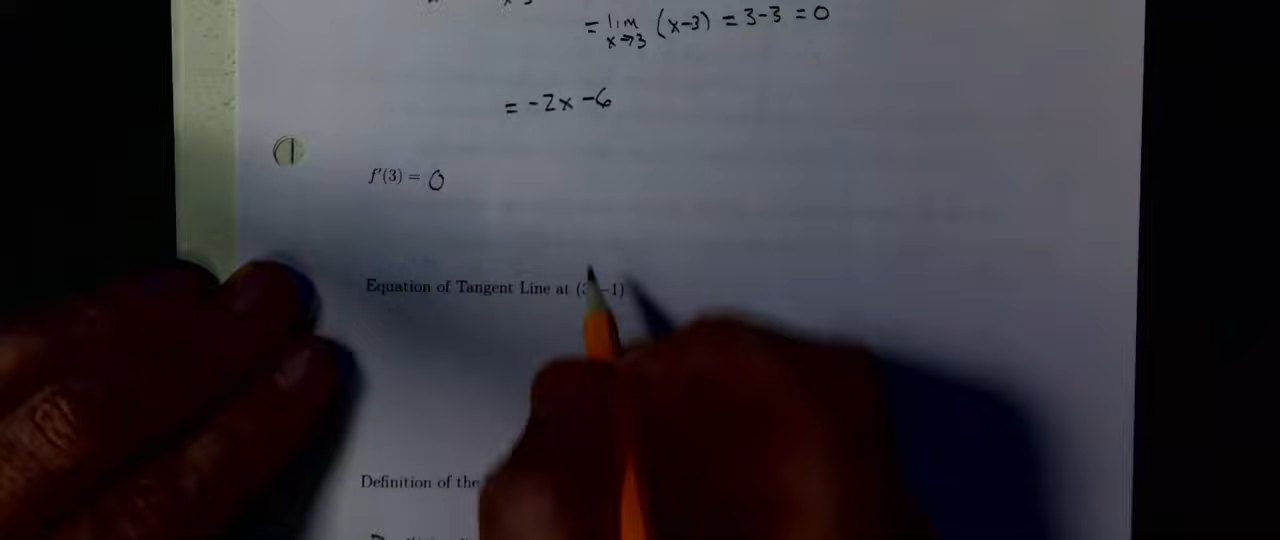 = lim (x-3) = 3-3 = 0
x→3
= -2x -6
f'(3) = 0
Equation of Tangent Line at (3, -1)
Definition of the